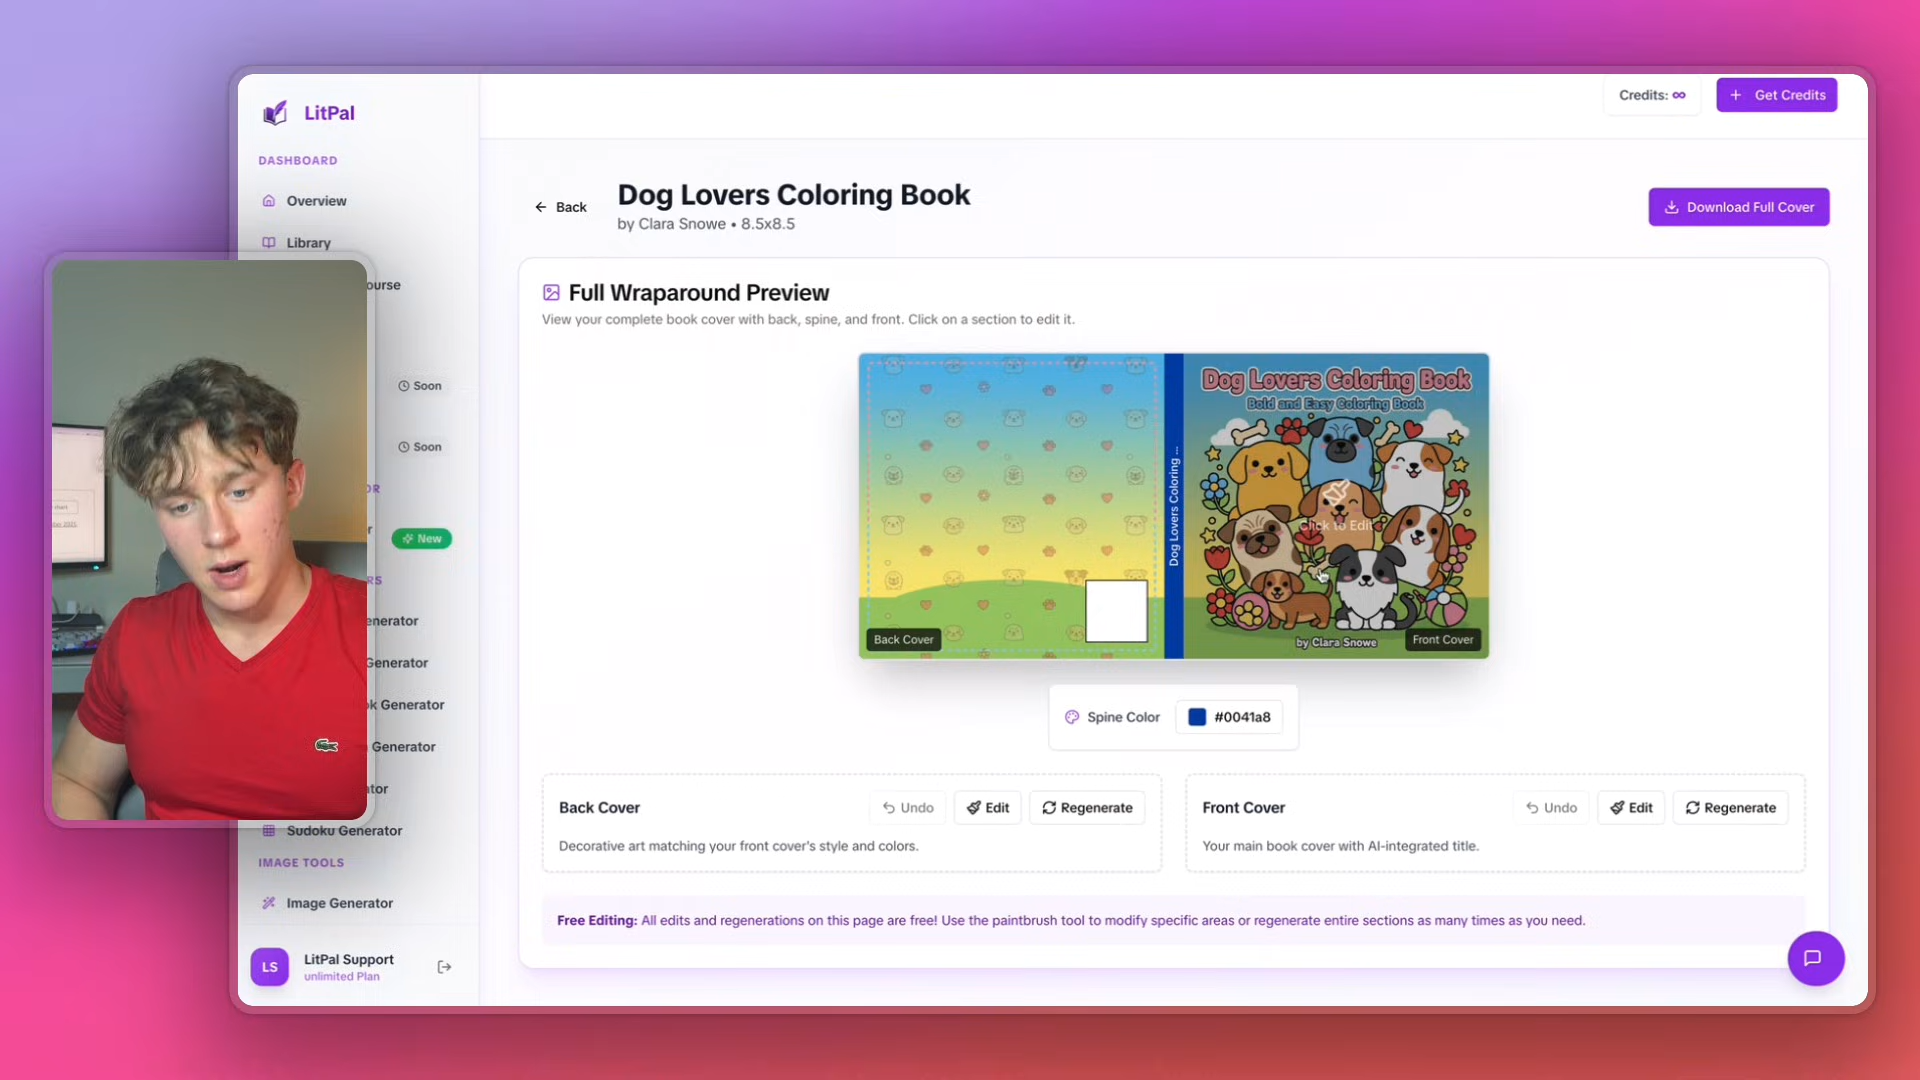 LitPal
DASHBOARD
Overview
Library
ourse
Soon
Soon
OR
r
New
RS
enerator
Generator
ok Generator
Generator
tor
Sudoku Generator
IMAGE TOOLS
Image Generator
LS
LitPal Support
unlimited Plan
Credits: ∞
+ Get Credits
← Back
Dog Lovers Coloring Book
by Clara Snowe • 8.5x8.5
Download Full Cover
Full Wraparound Preview
View your complete book cover with back, spine, and front. Click on a section to edit it.
Back Cover
Dog Lovers Coloring ...
Dog Lovers Coloring Book
Bold and Easy Coloring Book
Click to Edit
by Clara Snowe
Front Cover
Spine Color
#0041a8
Back Cover
Undo
Edit
Regenerate
Decorative art matching your front cover's style and colors.
Front Cover
Undo
Edit
Regenerate
Your main book cover with AI-integrated title.
Free Editing: All edits and regenerations on this page are free! Use the paintbrush tool to modify specific areas or regenerate entire sections as many times as you need.